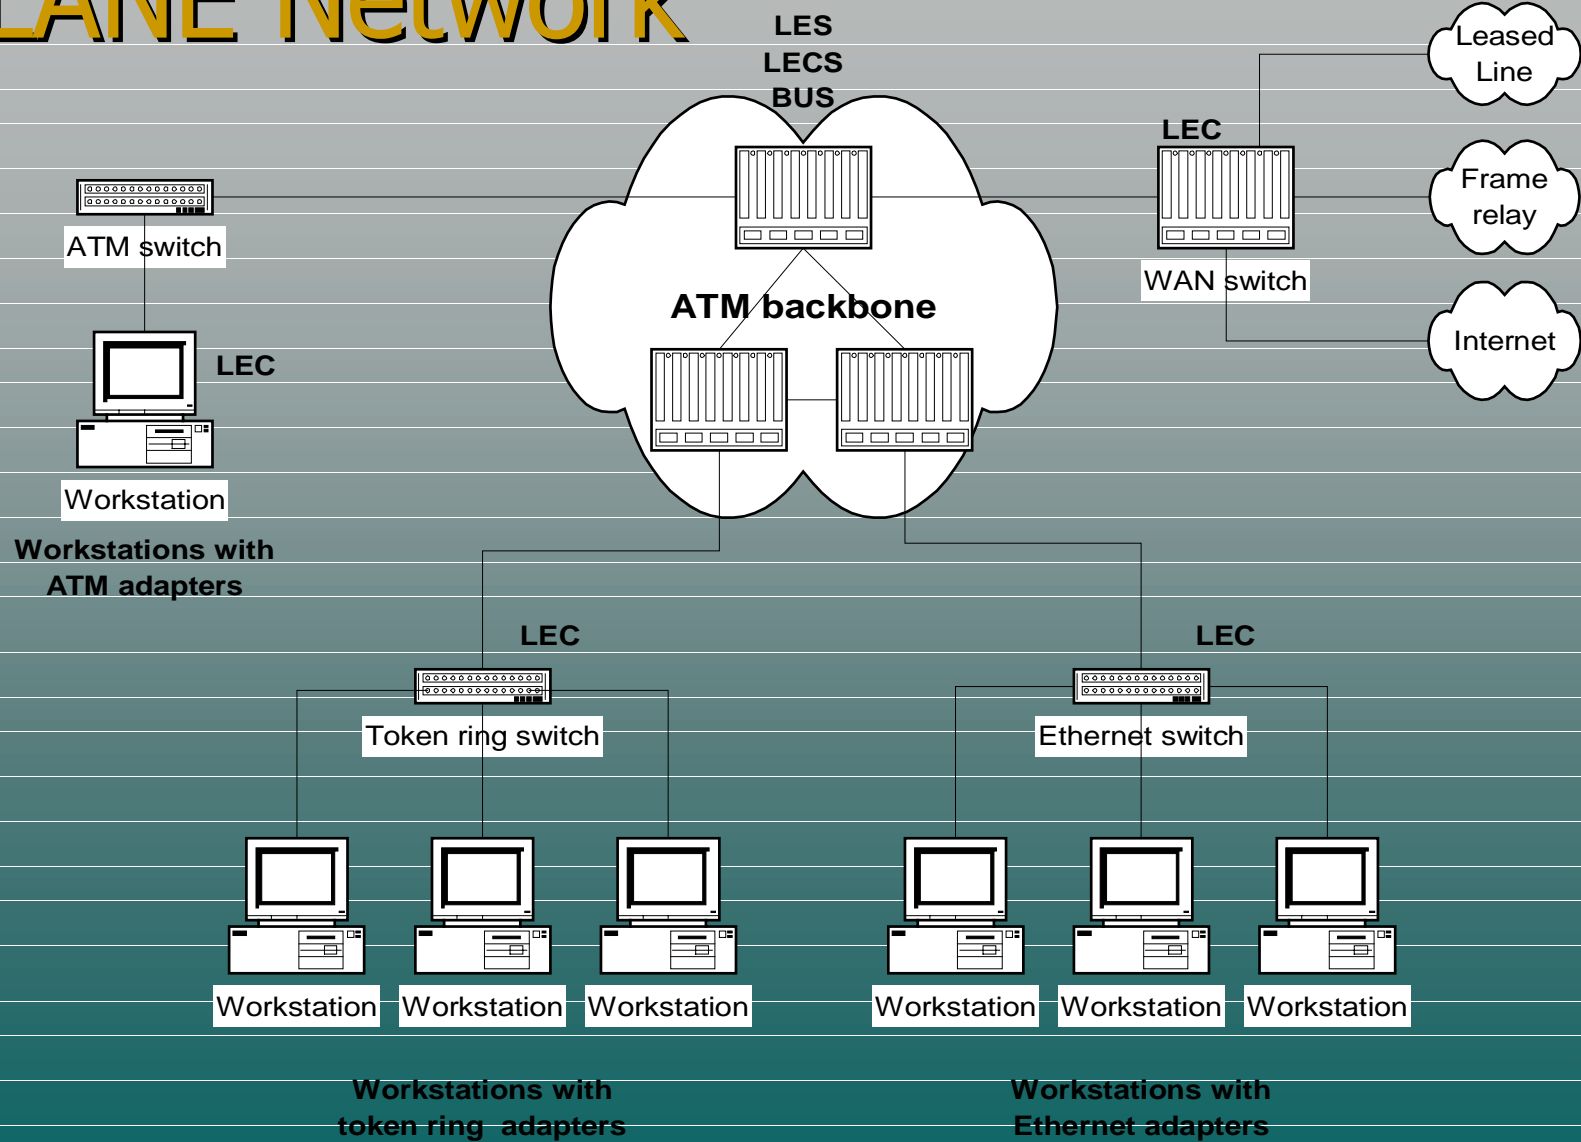 LANE Network
LES
LECS
BUS
Leased
Line
LEC
Frame
relay
ATM switch
WAN switch
ATM backbone
Internet
LEC
Workstation
Workstations with
ATM adapters
LEC
LEC
Token ring switch
Ethernet switch
Workstation
Workstation
Workstation
Workstation
Workstation
Workstation
Workstations with
token ring  adapters
Workstations with
Ethernet adapters